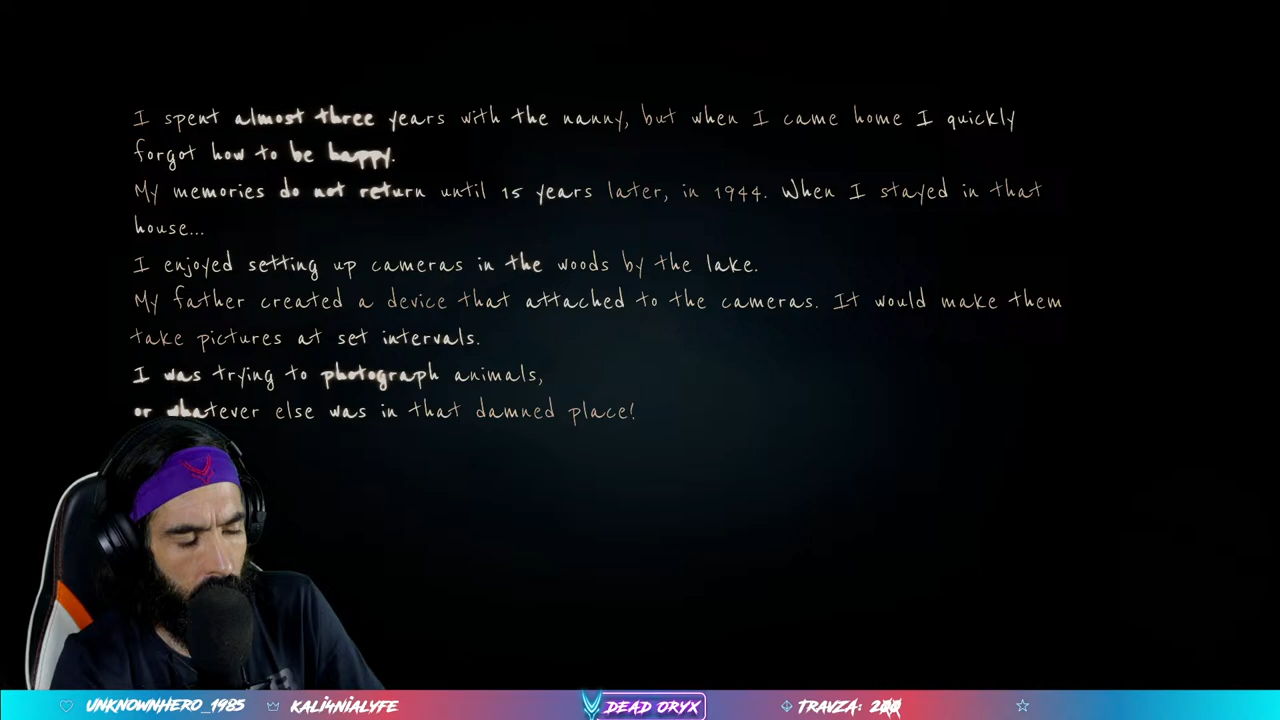 I spent almost three years with the nanny, but when I came home I quickly
forgot how to be happy.
My memories do not return until 15 years later, in 1944. When I stayed in that
house...
I enjoyed setting up cameras in the woods by the lake.
My father created a device that attached to the cameras. It would make them
take pictures at set intervals.
I was trying to photograph animals,
or whatever else was in that damned place!
UNKNOWNHERO_1985 KALI4NIALYFE DEAD ORYX TRAVZA: 200